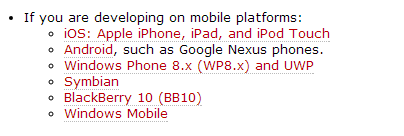 If you are developing on mobile platforms:
iOS: Apple iPhone, iPad, and iPod Touch
Android, such as Google Nexus phones.
Windows Phone 8.x (WP8.x) and UWP
Symbian
BlackBerry 10 (BB10)
Windows Mobile